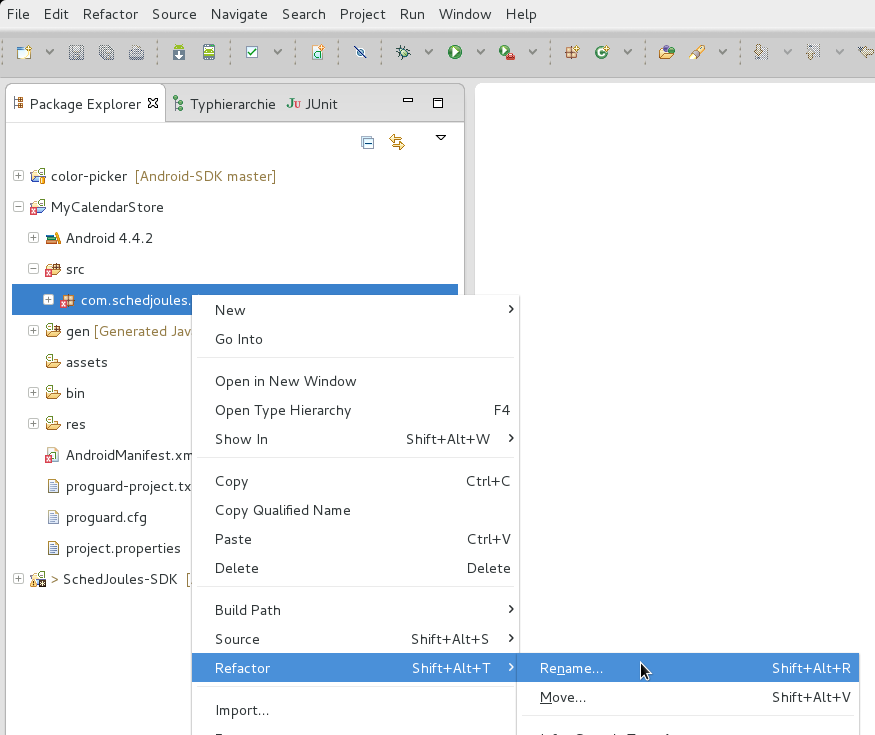 File Edit Refactor Source Navigate Search Project Run Window Help
Package Explorer Typhierarchie Ju JUnit
color-picker [Android-SDK master]
MyCalendarStore
Android 4.4.2
src
com.schedjoules.
gen [Generated Jav
assets
bin
res
AndroidManifest.xm
proguard-project.tx
proguard.cfg
project.properties
> SchedJoules-SDK [
New
Go Into
Open in New Window
Open Type Hierarchy F4
Show In Shift+Alt+W
Copy Ctrl+C
Copy Qualified Name
Paste Ctrl+V
Delete Delete
Build Path
Source Shift+Alt+S
Refactor Shift+Alt+T
Import...
Rename... Shift+Alt+R
Move... Shift+Alt+V